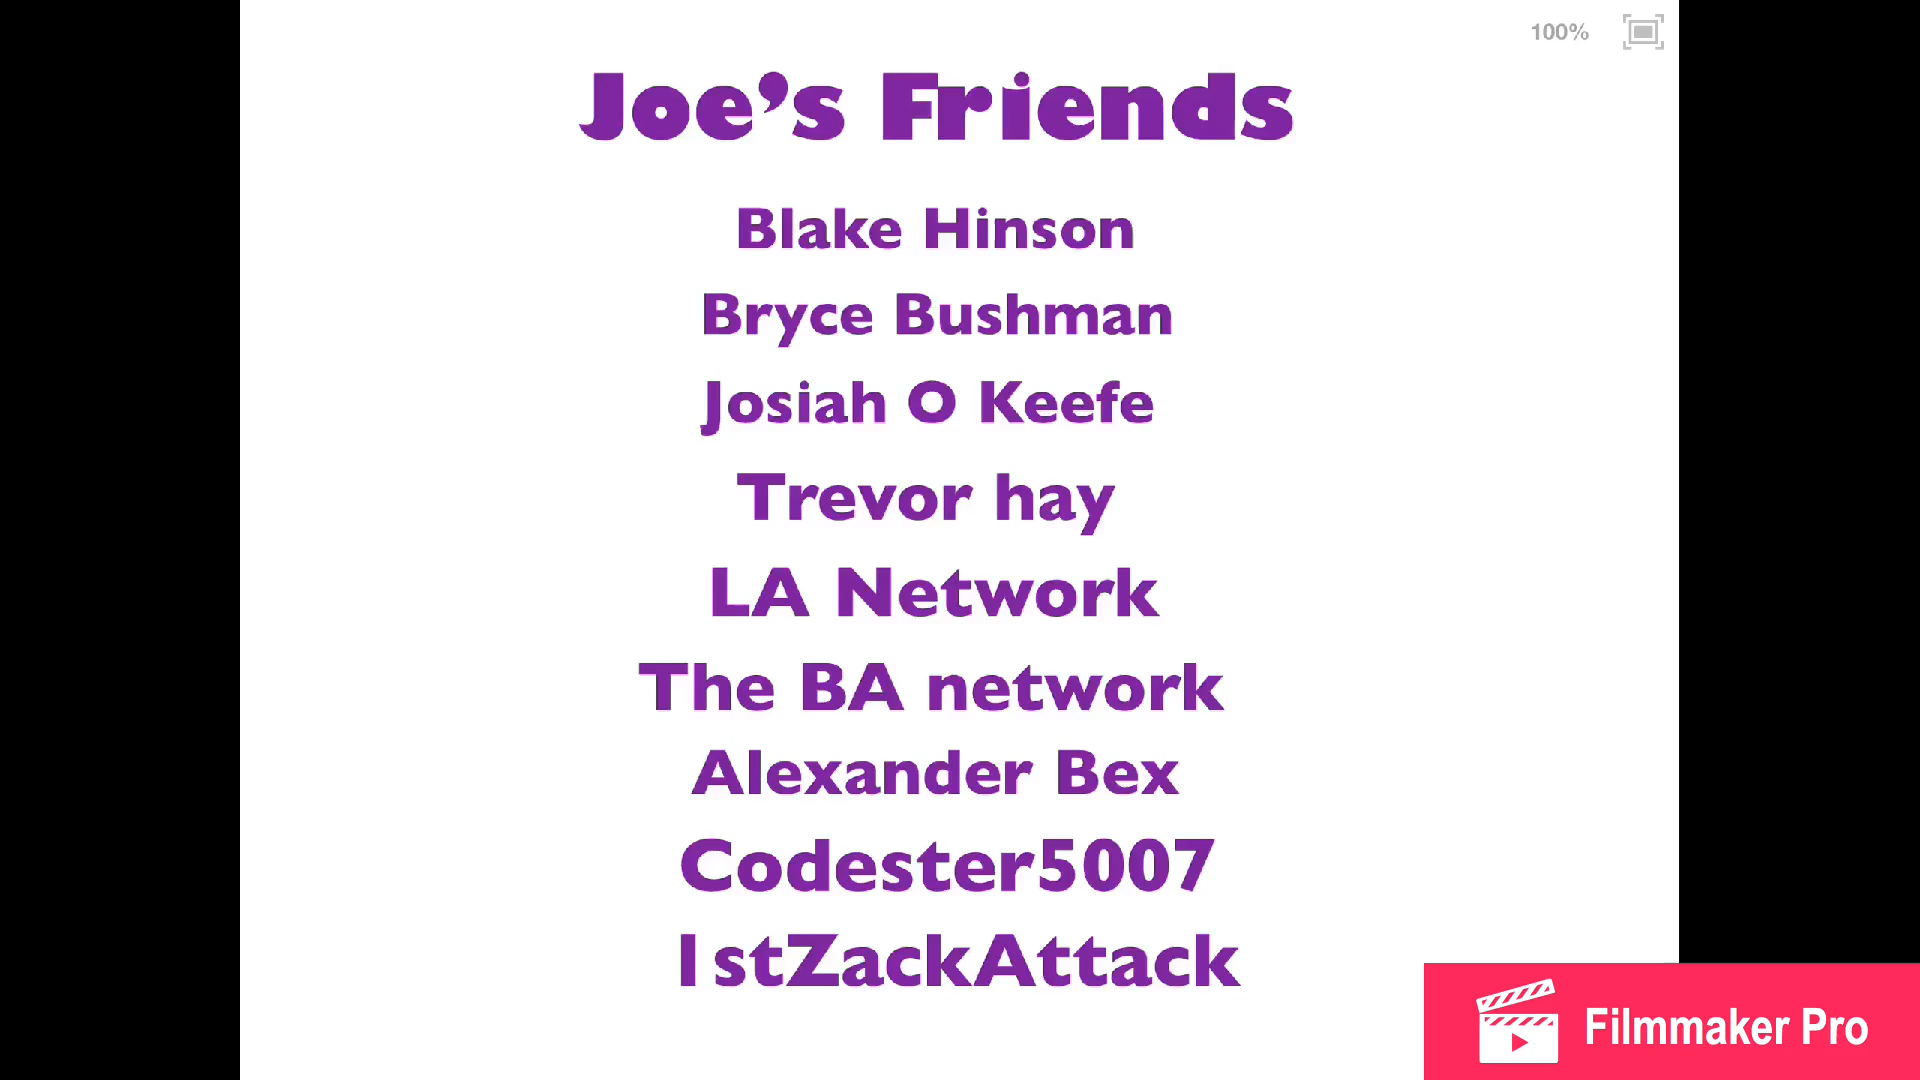 100%
Joe’s Friends
Blake Hinson
Bryce Bushman
Josiah O Keefe
Trevor hay
LA Network
The BA network
Alexander Bex
Codester5007
1stZackAttack
Filmmaker Pro